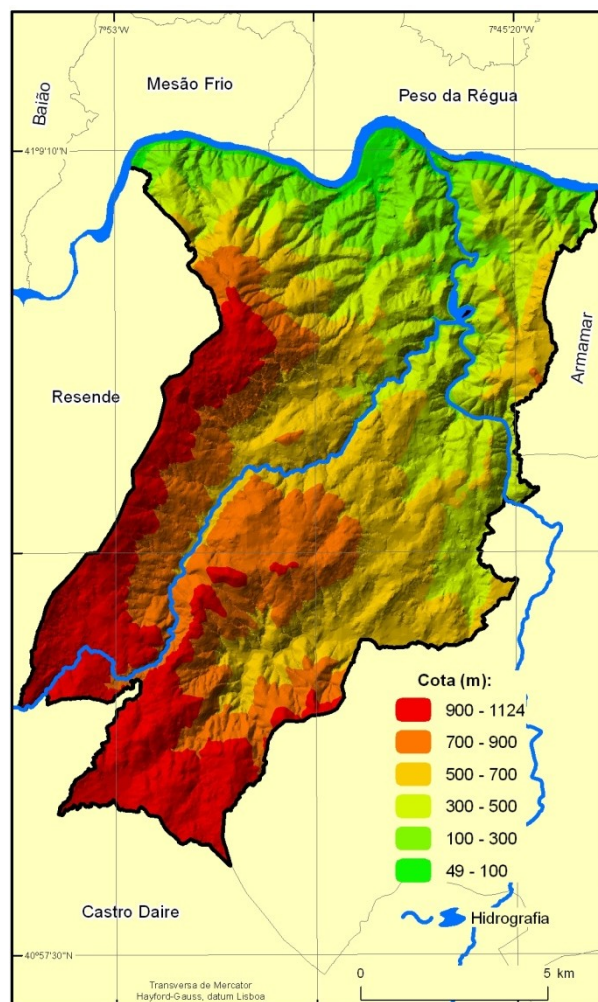 7°53'W
7°45'20"W
Mesão Frio
Baião
Peso da Régua
41°9'10"N
Resende
Armamar
Cota (m):
900 - 1124
700 - 900
500 - 700
300 - 500
100 - 300
49 - 100
Hidrografia
Castro Daire
40°57'30"N
Transversa de Mercator
Hayford-Gauss, datum Lisboa
0 5 km